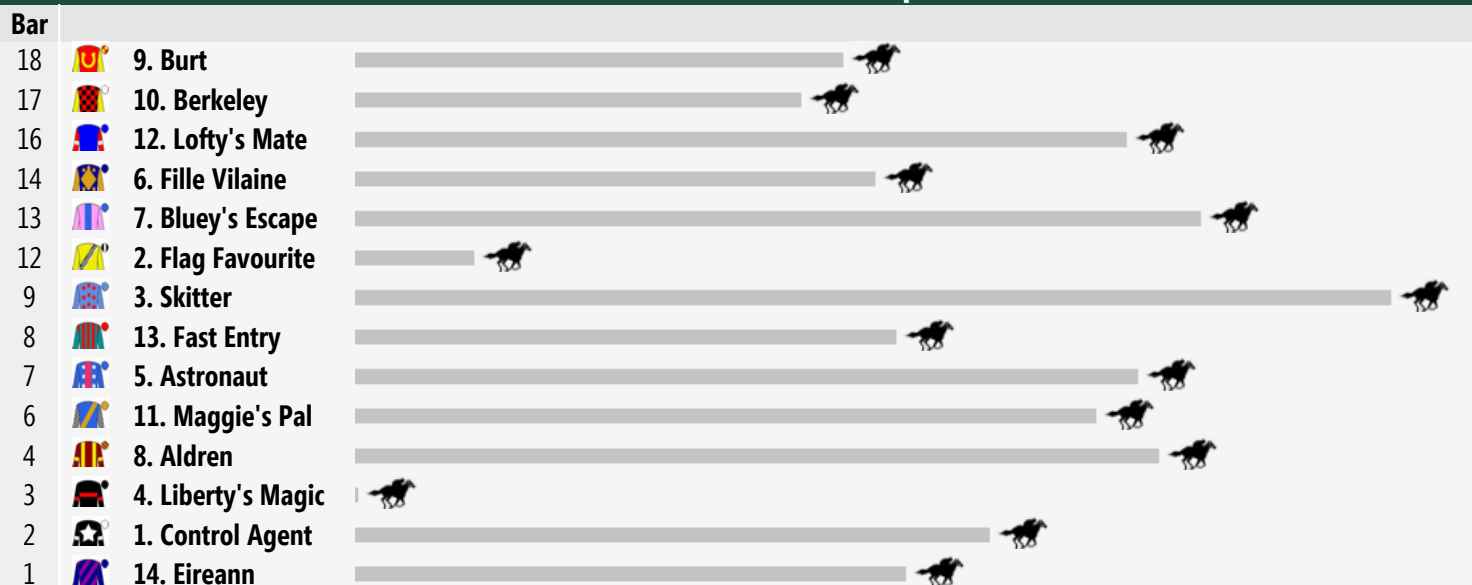 Bar
18 9. Burt
17 10. Berkeley
16 12. Lofty's Mate
14 6. Fille Vilaine
13 7. Bluey's Escape
12 2. Flag Favourite
9 3. Skitter
8 13. Fast Entry
7 5. Astronaut
6 11. Maggie's Pal
4 8. Aldren
3 4. Liberty's Magic
2 1. Control Agent
1 14. Eireann